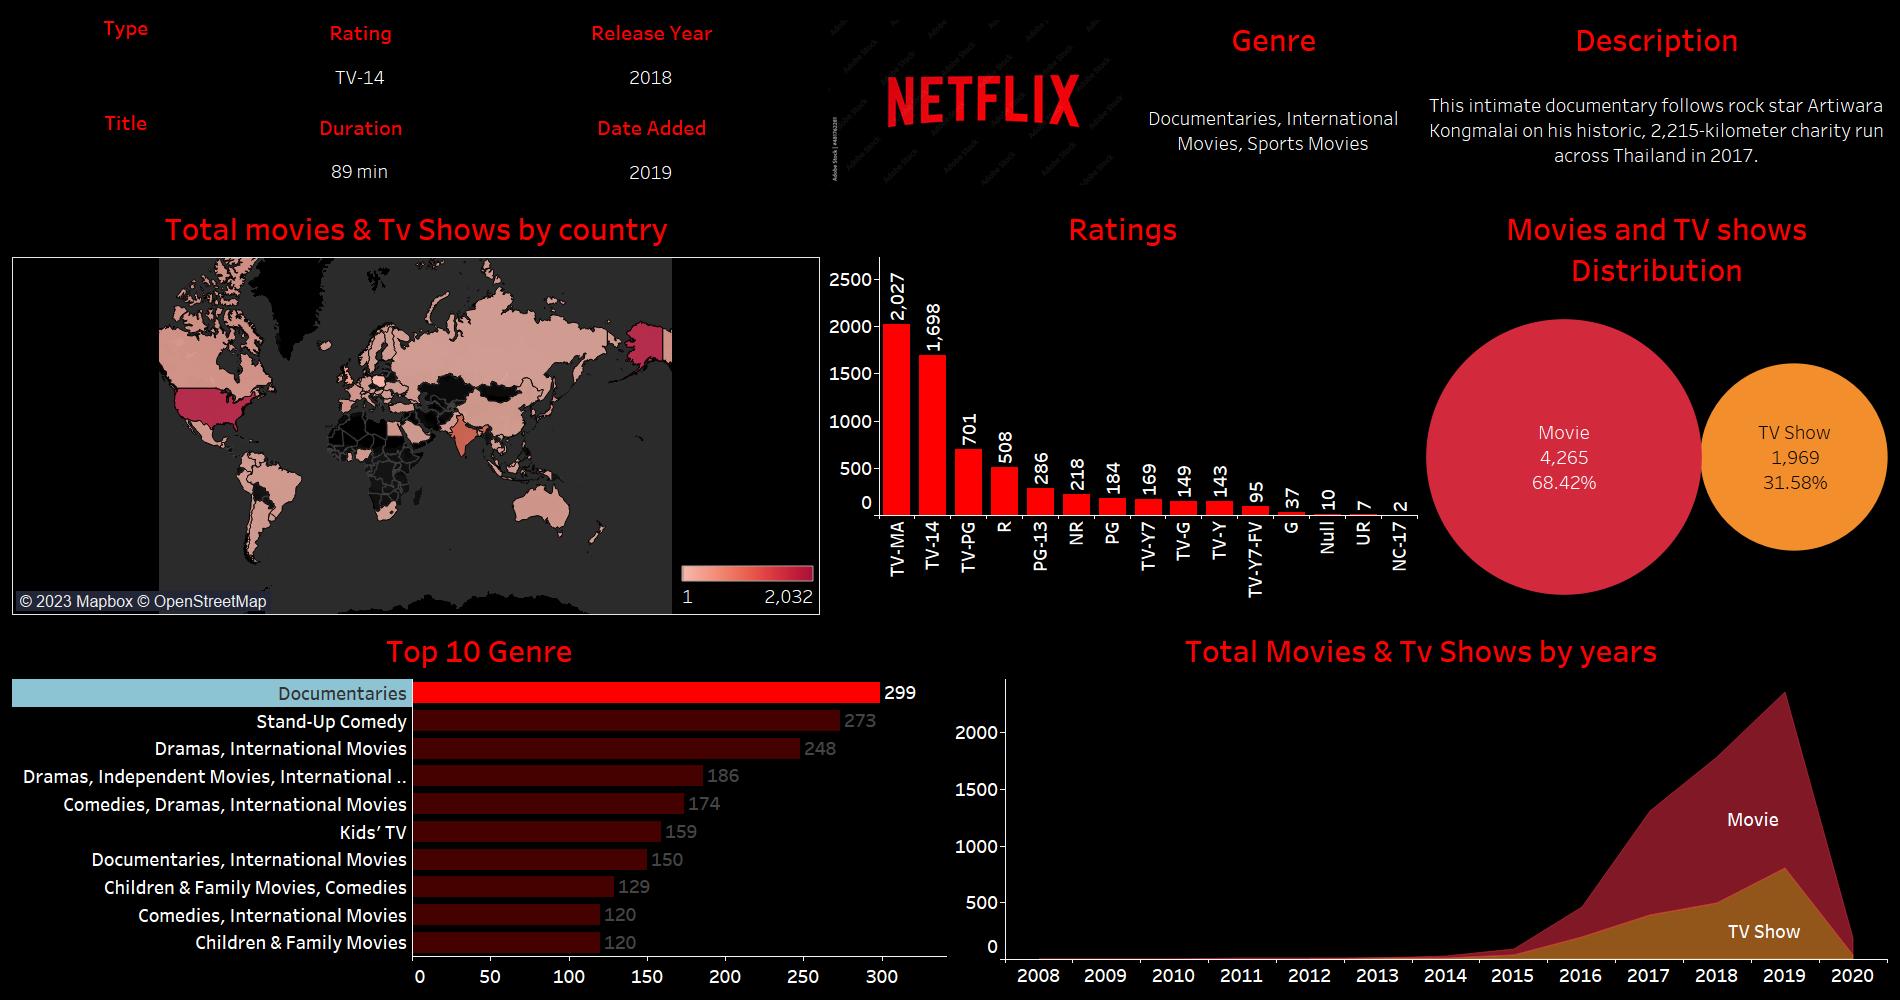 Type
Rating
TV-14
Release Year
2018
Title
Duration
89 min
Date Added
2019
Adobe Stock | #480762281
NETFLIX
Genre
Documentaries, International
Movies, Sports Movies
Description
This intimate documentary follows rock star Artiwara
Kongmalai on his historic, 2,215-kilometer charity run
across Thailand in 2017.
Total movies & Tv Shows by country
© 2023 Mapbox © OpenStreetMap
1 2,032
Ratings
2500
2000
1500
1000
500
0
2,027
1,698
701
508
286
218
184
169
149
143
95
37
10
7
2
TV-MA
TV-14
TV-PG
R
PG-13
NR
PG
TV-Y7
TV-G
TV-Y
TV-Y7-FV
G
Null
UR
NC-17
Movies and TV shows
Distribution
Movie
4,265
68.42%
TV Show
1,969
31.58%
Top 10 Genre
Documentaries 299
Stand-Up Comedy 273
Dramas, International Movies 248
Dramas, Independent Movies, International .. 186
Comedies, Dramas, International Movies 174
Kids’ TV 159
Documentaries, International Movies 150
Children & Family Movies, Comedies 129
Comedies, International Movies 120
Children & Family Movies 120
0 50 100 150 200 250 300
Total Movies & Tv Shows by years
2000
1500
1000
500
0
Movie
TV Show
2008 2009 2010 2011 2012 2013 2014 2015 2016 2017 2018 2019 2020